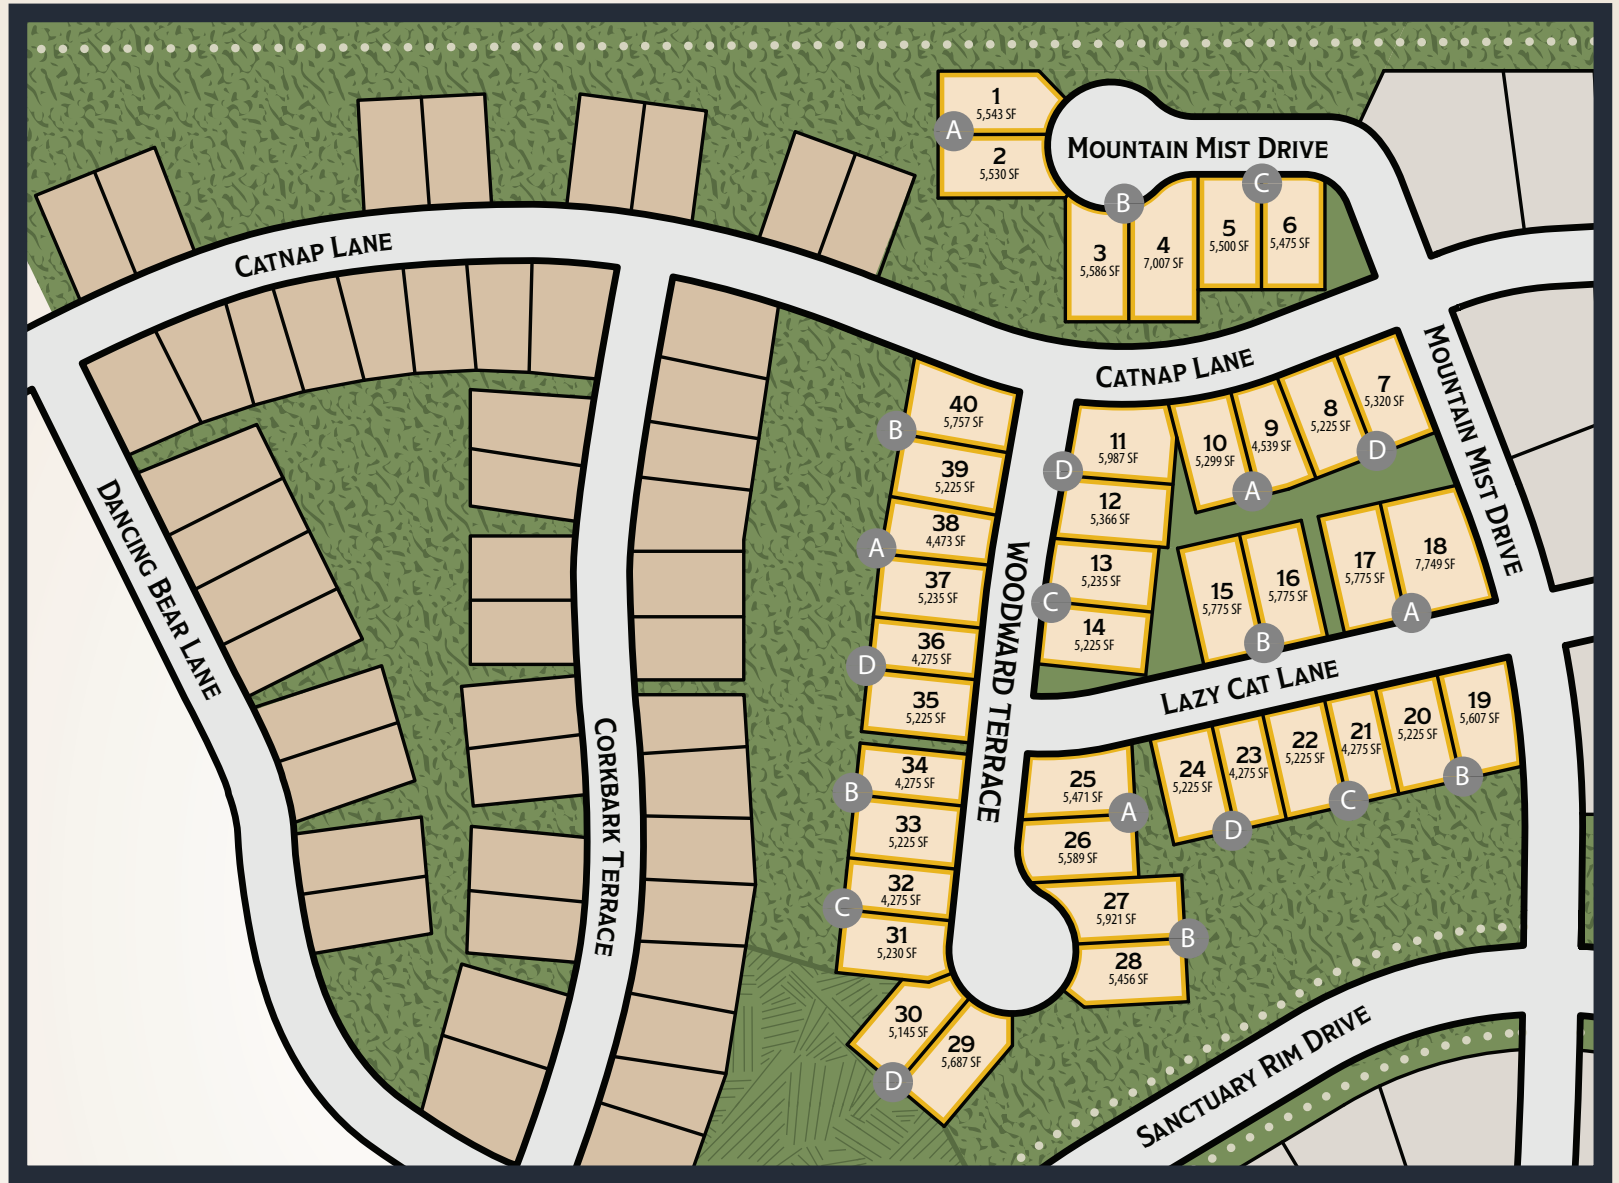 1
5,543 SF
A
2
5,530 SF
MOUNTAIN MIST DRIVE
B
C
3
5,586 SF
4
7,007 SF
5
5,500 SF
6
5,475 SF
CATNAP LANE
CATNAP LANE
MOUNTAIN MIST DRIVE
7
5,320 SF
8
5,225 SF
D
9
4,539 SF
10
5,299 SF
A
11
5,987 SF
D
12
5,366 SF
13
5,235 SF
C
14
5,225 SF
15
5,775 SF
16
5,775 SF
B
17
5,775 SF
18
7,749 SF
A
LAZY CAT LANE
19
5,607 SF
20
5,225 SF
B
21
4,275 SF
22
5,225 SF
C
23
4,275 SF
24
5,225 SF
D
25
5,471 SF
A
26
5,589 SF
27
5,921 SF
B
28
5,456 SF
29
5,687 SF
30
5,145 SF
D
31
5,230 SF
C
32
4,275 SF
33
5,225 SF
B
34
4,275 SF
35
5,225 SF
D
36
4,275 SF
37
5,235 SF
A
38
4,473 SF
39
5,225 SF
B
40
5,757 SF
WOODWARD TERRACE
DANCING BEAR LANE
CORKBARK TERRACE
SANCTUARY RIM DRIVE